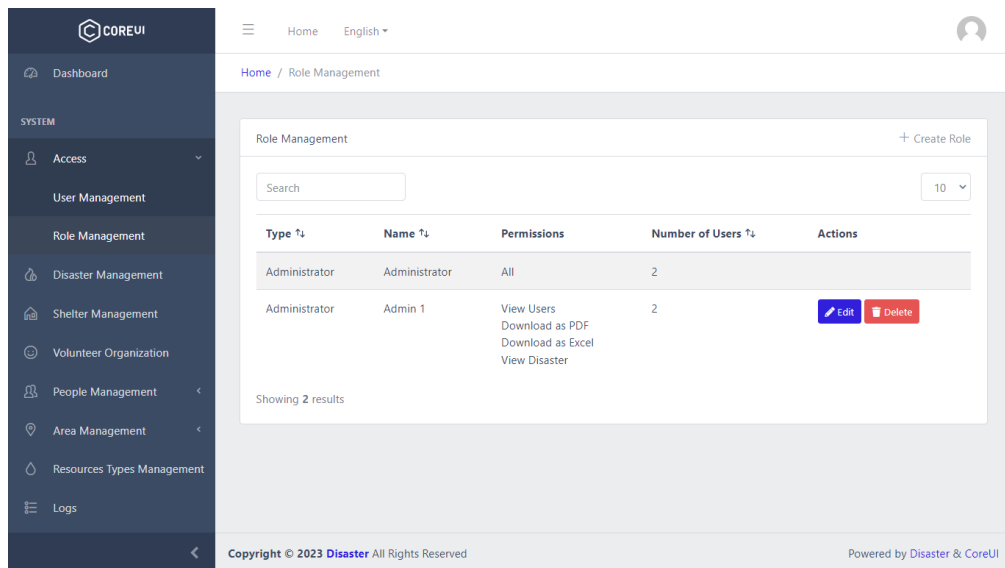 COREUI
Home English
Dashboard
Home / Role Management
SYSTEM
Role Management + Create Role
Access
Search 10
User Management
Type Name Permissions Number of Users Actions
Role Management
Administrator Administrator All 2
Disaster Management
Administrator Admin 1 View Users 2 Edit Delete
Download as PDF
Download as Excel
View Disaster
Shelter Management
Volunteer Organization
People Management
Showing 2 results
Area Management
Resources Types Management
Logs
Copyright © 2023 Disaster All Rights Reserved Powered by Disaster & CoreUI